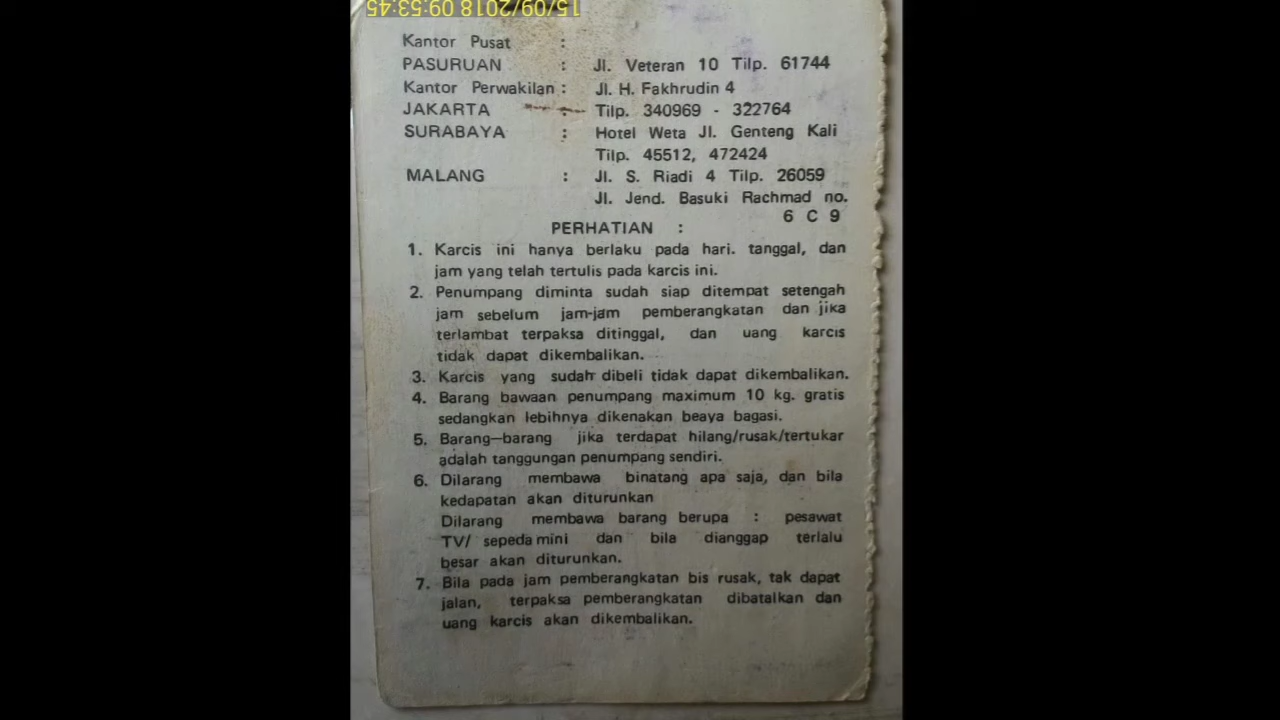 15/09/2018 09:53:45
Kantor Pusat :
PASURUAN : Jl. Veteran 10 Tilp. 61744
Kantor Perwakilan : Jl. H. Fakhrudin 4
JAKARTA : Tilp. 340969 - 322764
SURABAYA : Hotel Weta Jl. Genteng Kali
Tilp. 45512, 472424
MALANG : Jl. S. Riadi 4 Tilp. 26059
Jl. Jend. Basuki Rachmad no.
6 C 9
PERHATIAN :
1. Karcis ini hanya berlaku pada hari. tanggal, dan
jam yang telah tertulis pada karcis ini.
2. Penumpang diminta sudah siap ditempat setengah
jam sebelum jam-jam pemberangkatan dan jika
terlambat terpaksa ditinggal, dan uang karcis
tidak dapat dikembalikan.
3. Karcis yang sudah dibeli tidak dapat dikembalikan.
4. Barang bawaan penumpang maximum 10 kg. gratis
sedangkan lebihnya dikenakan beaya bagasi.
5. Barang—barang jika terdapat hilang/rusak/tertukar
adalah tanggungan penumpang sendiri.
6. Dilarang membawa binatang apa saja, dan bila
kedapatan akan diturunkan
Dilarang membawa barang berupa : pesawat
TV/ sepeda mini dan bila dianggap terlalu
besar akan diturunkan.
7. Bila pada jam pemberangkatan bis rusak, tak dapat
jalan, terpaksa pemberangkatan dibatalkan dan
uang karcis akan dikembalikan.